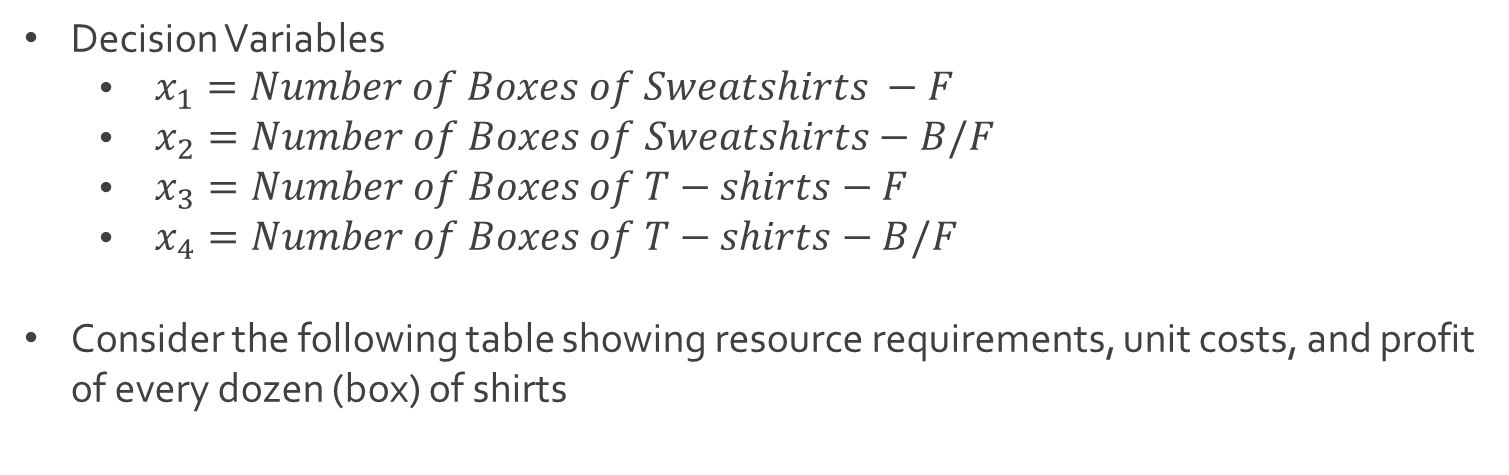 • Decision Variables
• x₁ = Number of Boxes of Sweatshirts − F
• x₂ = Number of Boxes of Sweatshirts − B/F
• x₃ = Number of Boxes of T − shirts − F
• x₄ = Number of Boxes of T − shirts − B/F
• Consider the following table showing resource requirements, unit costs, and profit
of every dozen (box) of shirts